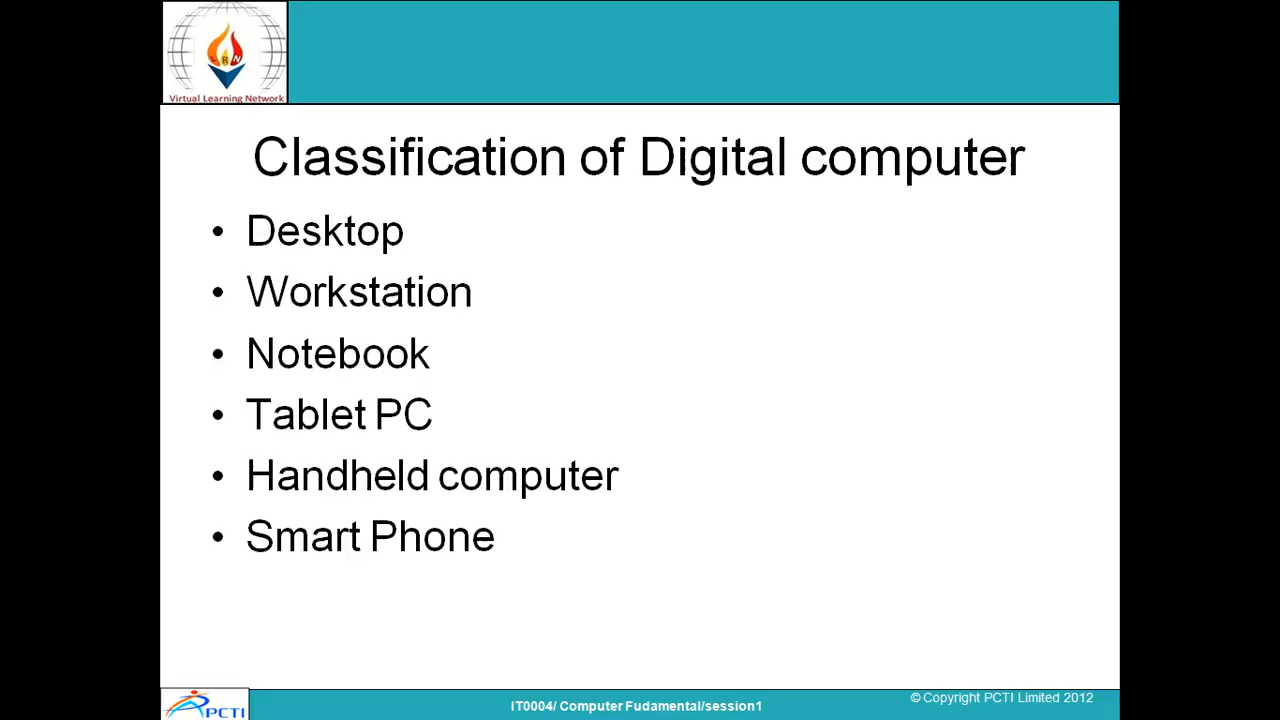 LRN
Virtual Learning Network
Classification of Digital computer
• Desktop
• Workstation
• Notebook
• Tablet PC
• Handheld computer
• Smart Phone
PCTI
IT0004/ Computer Fudamental/session1
© Copyright PCTI Limited 2012